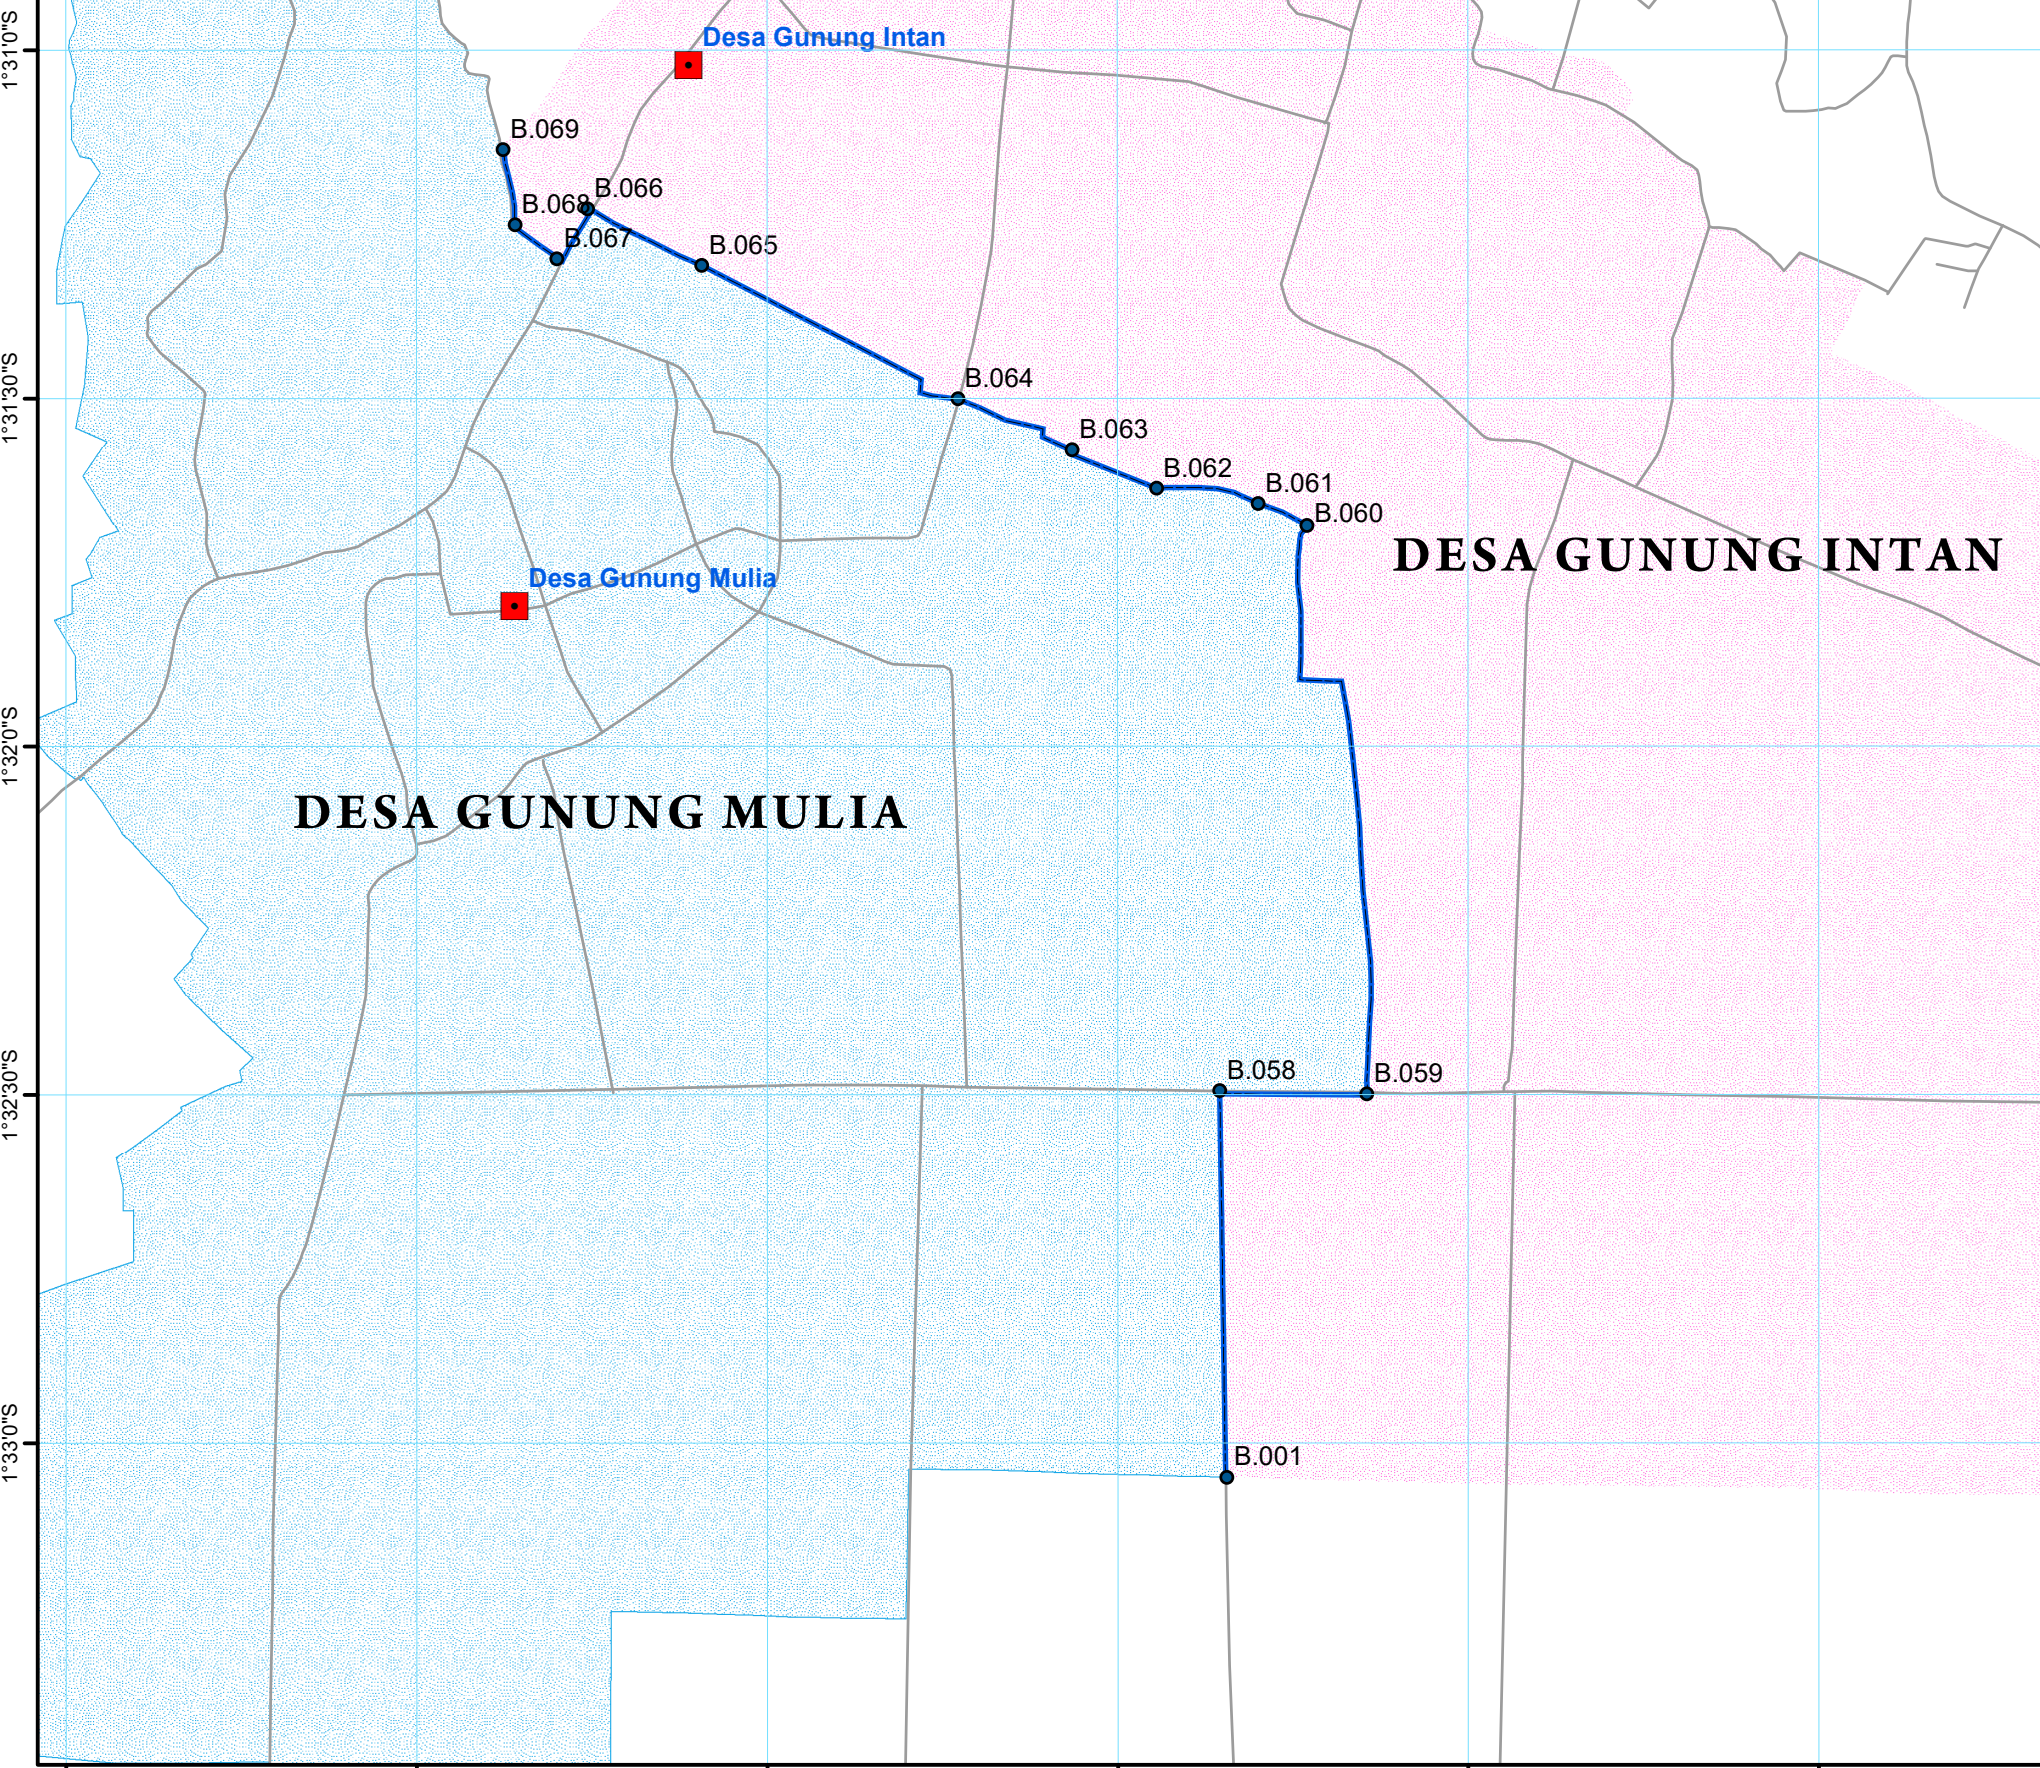 1°31'0"S
Desa Gunung Intan
B.069
B.066
B.068
B.067
B.065
1°31'30"S
B.064
B.063
B.062
B.061
B.060
DESA GUNUNG INTAN
Desa Gunung Mulia
1°32'0"S
DESA GUNUNG MULIA
B.058
B.059
1°32'30"S
1°33'0"S
B.001